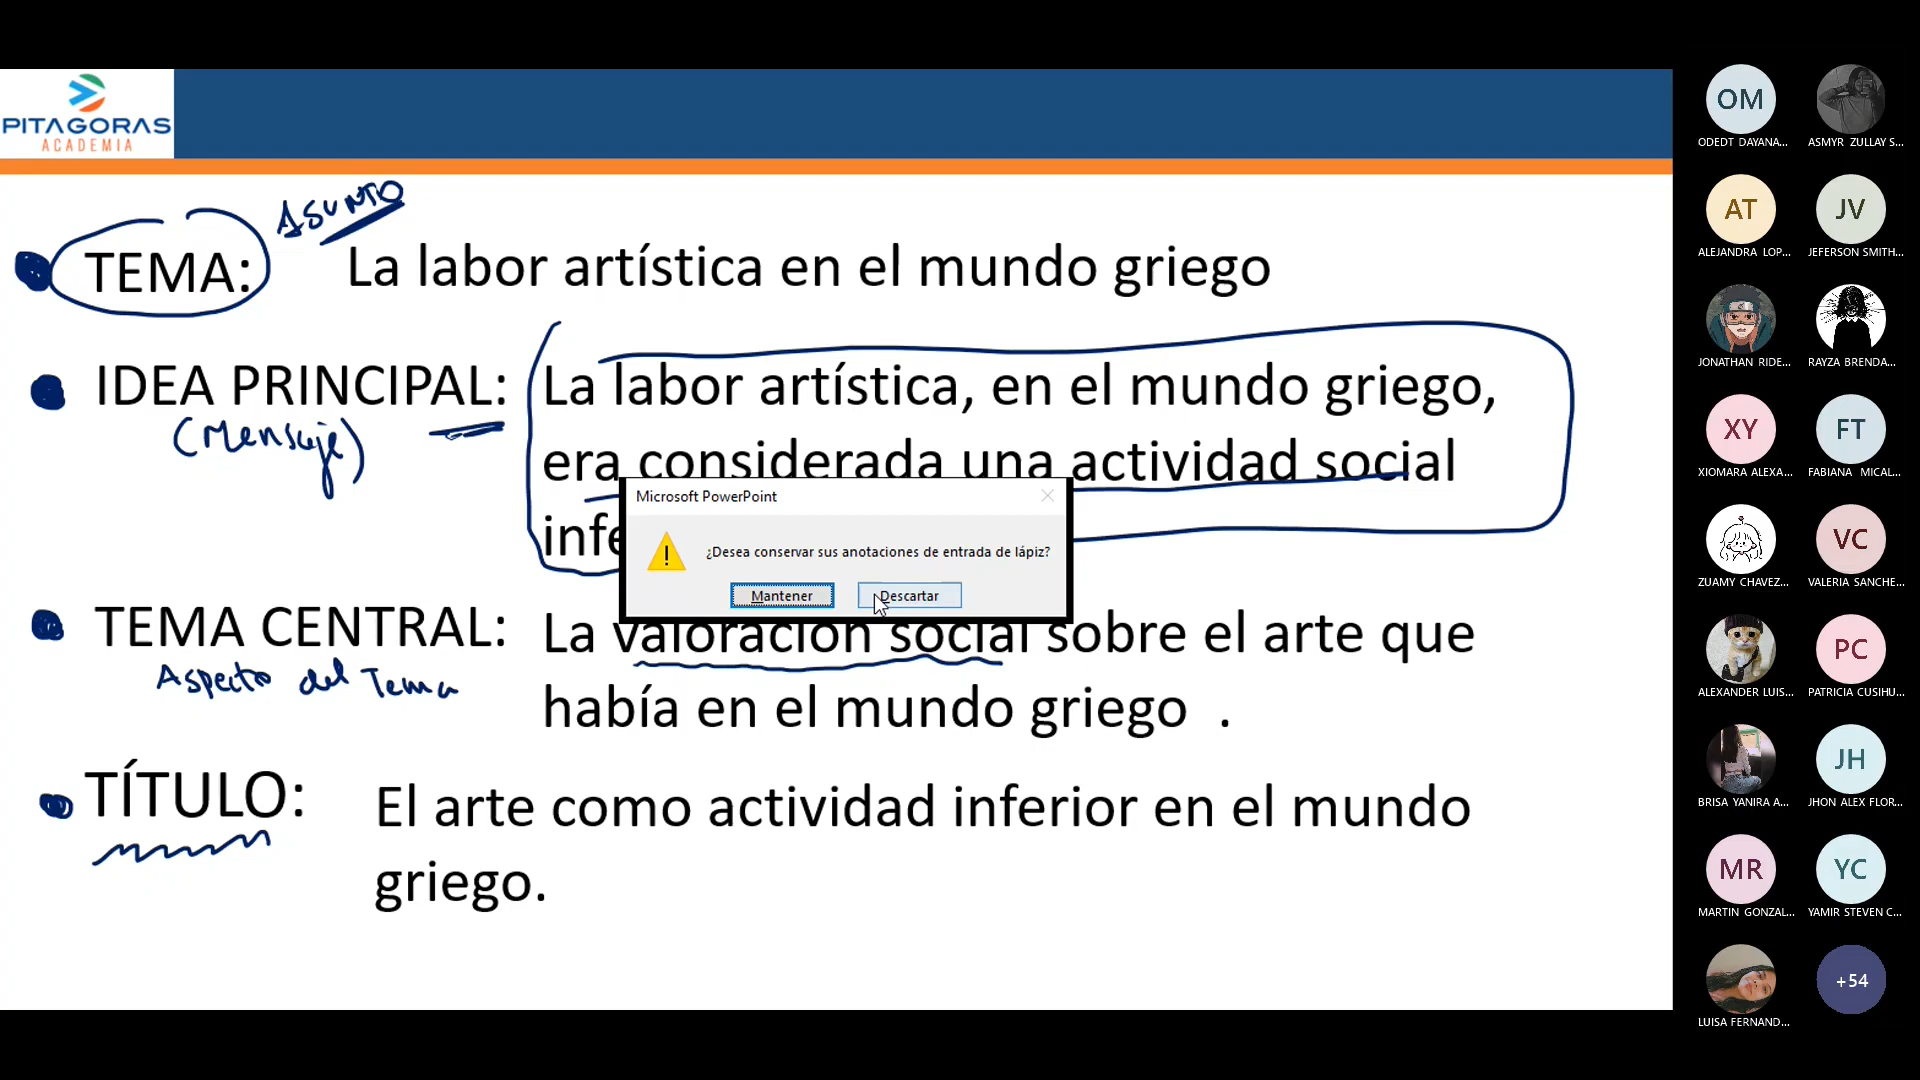 PITAGORAS
ACADEMIA
ASUNTO
TEMA: La labor artística en el mundo griego
IDEA PRINCIPAL: La labor artística, en el mundo griego,
(Mensaje)
era considerada una actividad social
Microsoft PowerPoint
¿Desea conservar sus anotaciones de entrada de lápiz?
Mantener Descartar
TEMA CENTRAL: La valoración social sobre el arte que
Aspecto del Tema
había en el mundo griego .
TÍTULO: El arte como actividad inferior en el mundo
griego.
OM
ODEDT DAYANA... ASMYR ZULLAY S...
AT JV
ALEJANDRA LOP... JEFERSON SMITH...
JONATHAN RIDE... RAYZA BRENDA...
XY FT
XIOMARA ALEXA... FABIANA MICAL...
VC
ZUAMY CHAVEZ... VALERIA SANCHE...
PC
ALEXANDER LUIS... PATRICIA CUSIHU...
JH
BRISA YANIRA A... JHON ALEX FLOR...
MR YC
MARTIN GONZAL... YAMIR STEVEN C...
+54
LUISA FERNAND...